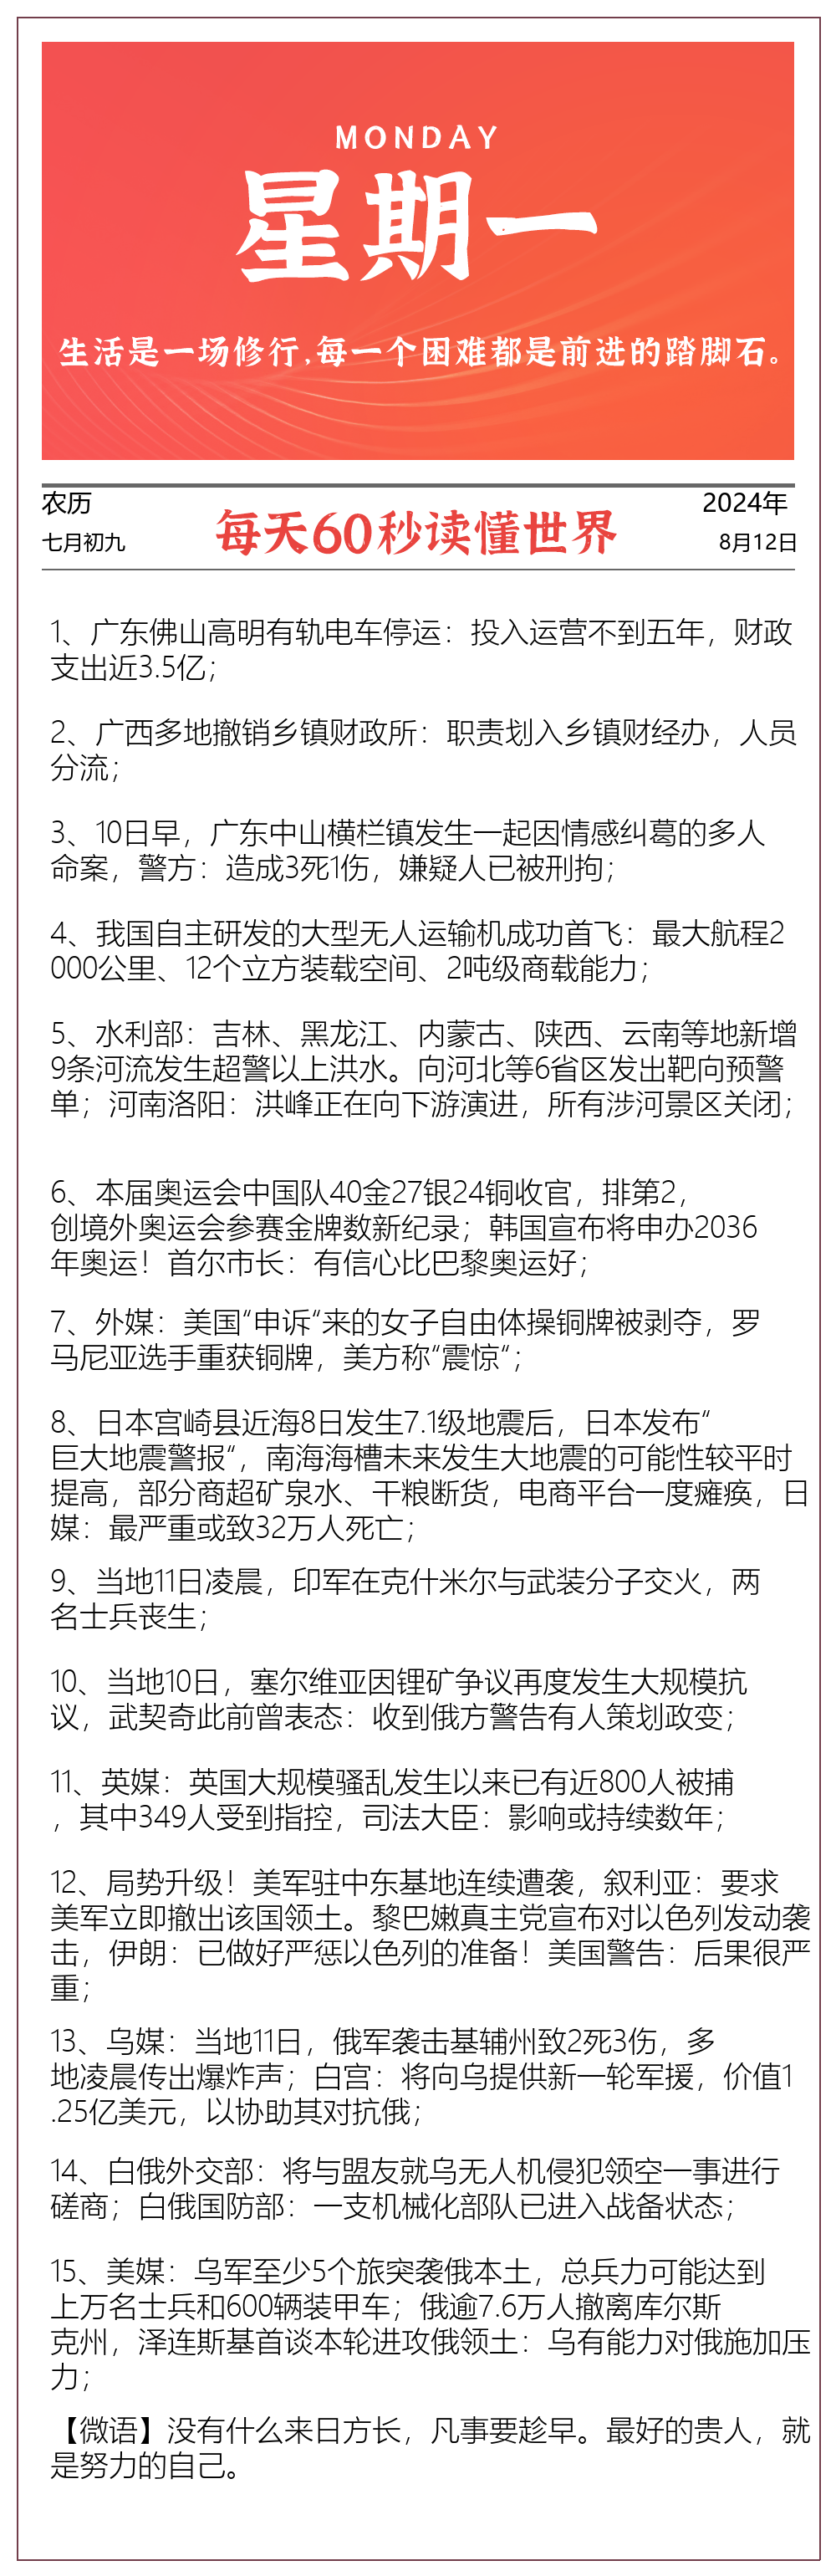 MONDAY
星期一
生活是一场修行,每一个困难都是前进的踏脚石。
农历
2024年
每天60秒读懂世界
七月初九
8月12日
1、广东佛山高明有轨电车停运：投入运营不到五年，财政
支出近3.5亿；
2、广西多地撤销乡镇财政所：职责划入乡镇财经办，人员
分流；
3、10日早，广东中山横栏镇发生一起因情感纠葛的多人
命案，警方：造成3死1伤，嫌疑人已被刑拘；
4、我国自主研发的大型无人运输机成功首飞：最大航程2
000公里、12个立方装载空间、2吨级商载能力；
5、水利部：吉林、黑龙江、内蒙古、陕西、云南等地新增
9条河流发生超警以上洪水。向河北等6省区发出靶向预警
单；河南洛阳：洪峰正在向下游演进，所有涉河景区关闭；
6、本届奥运会中国队40金27银24铜收官，排第2，
创境外奥运会参赛金牌数新纪录；韩国宣布将申办2036
年奥运！首尔市长：有信心比巴黎奥运好；
7、外媒：美国“申诉“来的女子自由体操铜牌被剥夺，罗
马尼亚选手重获铜牌，美方称“震惊“；
8、日本宫崎县近海8日发生7.1级地震后，日本发布“
巨大地震警报“，南海海槽未来发生大地震的可能性较平时
提高，部分商超矿泉水、干粮断货，电商平台一度瘫痪，日
媒：最严重或致32万人死亡；
9、当地11日凌晨，印军在克什米尔与武装分子交火，两
名士兵丧生；
10、当地10日，塞尔维亚因锂矿争议再度发生大规模抗
议，武契奇此前曾表态：收到俄方警告有人策划政变；
11、英媒：英国大规模骚乱发生以来已有近800人被捕
，其中349人受到指控，司法大臣：影响或持续数年；
12、局势升级！美军驻中东基地连续遭袭，叙利亚：要求
美军立即撤出该国领土。黎巴嫩真主党宣布对以色列发动袭
击，伊朗：已做好严惩以色列的准备！美国警告：后果很严
重；
13、乌媒：当地11日，俄军袭击基辅州致2死3伤，多
地凌晨传出爆炸声；白宫：将向乌提供新一轮军援，价值1
.25亿美元，以协助其对抗俄；
14、白俄外交部：将与盟友就乌无人机侵犯领空一事进行
磋商；白俄国防部：一支机械化部队已进入战备状态；
15、美媒：乌军至少5个旅突袭俄本土，总兵力可能达到
上万名士兵和600辆装甲车；俄逾7.6万人撤离库尔斯
克州，泽连斯基首谈本轮进攻俄领土：乌有能力对俄施加压
力；
【微语】没有什么来日方长，凡事要趁早。最好的贵人，就
是努力的自己。